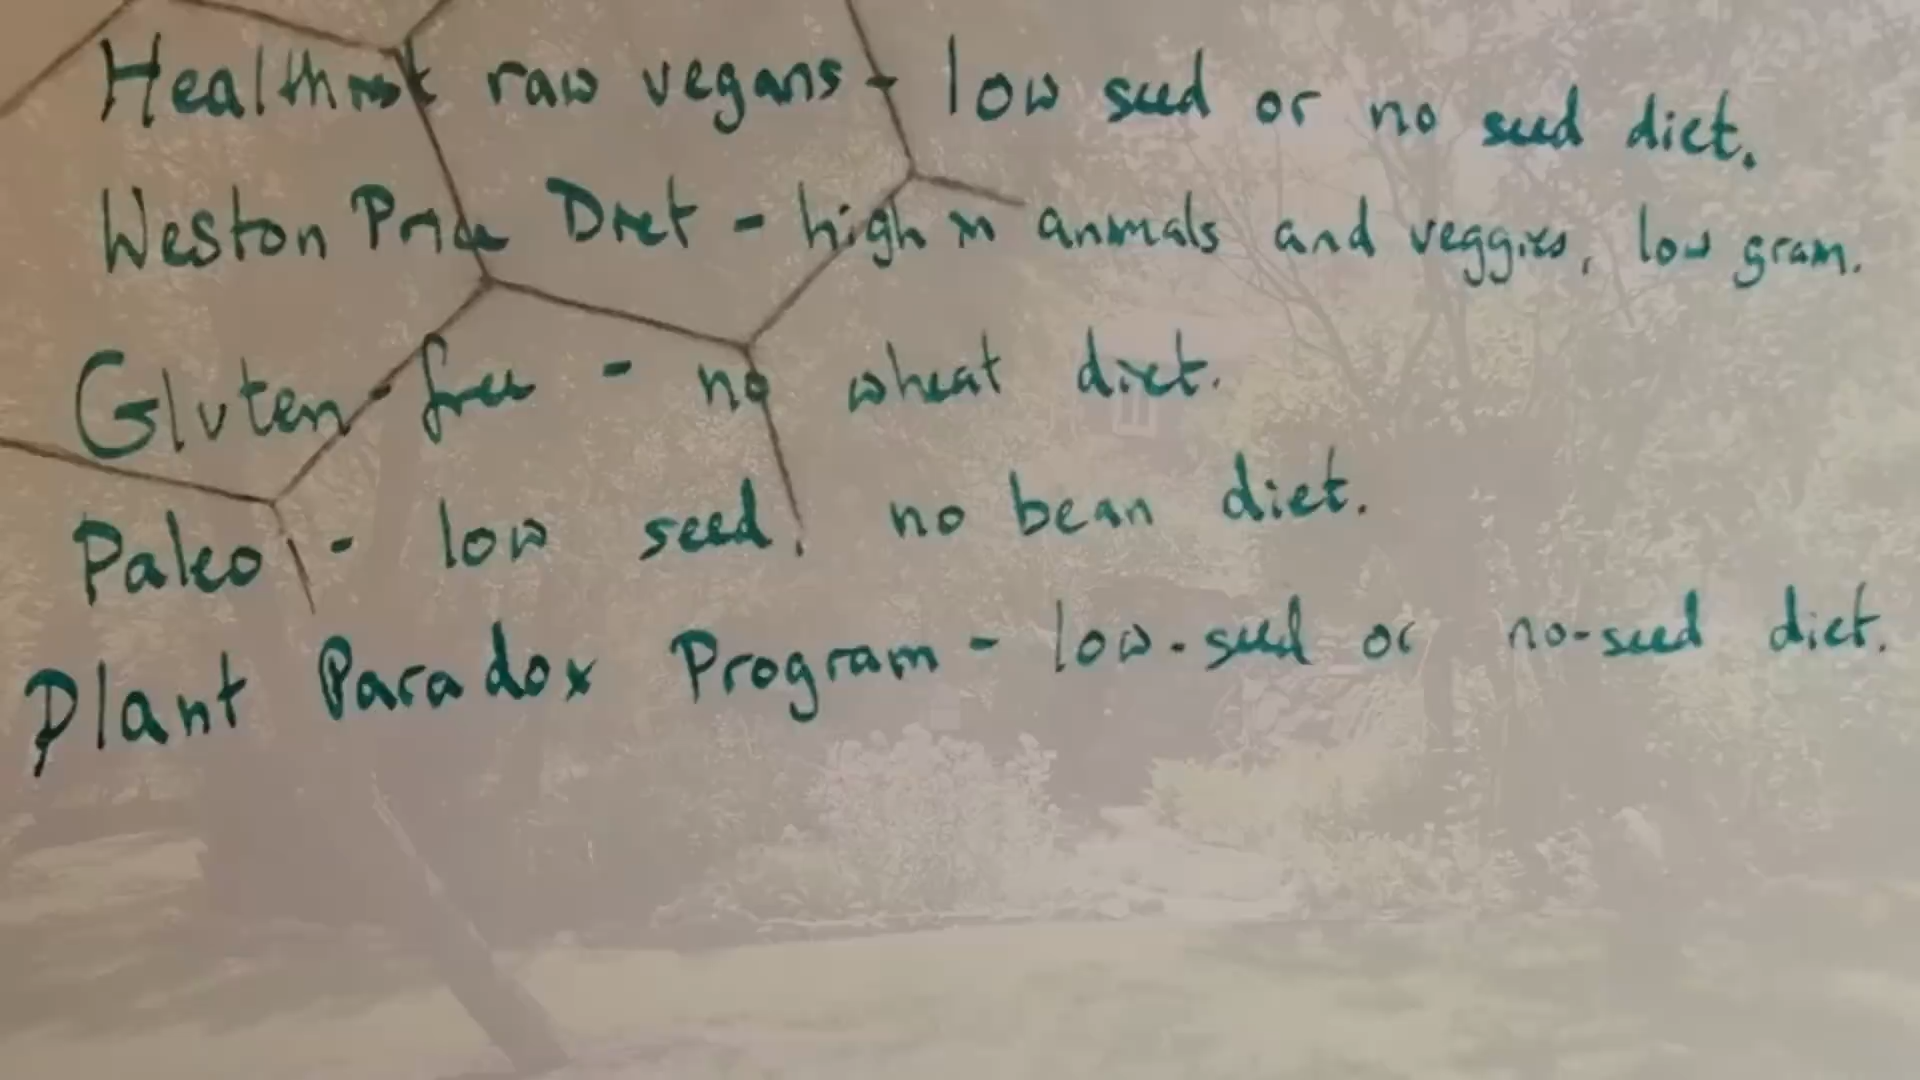 Healthiest raw vegans - low seed or no seed diet.
Weston Price Diet - high in animals and veggies, low grain.
Gluten-free - no wheat diet.
Paleo - low seed, no bean diet.
Plant Paradox Program - low-seed or no-seed diet.